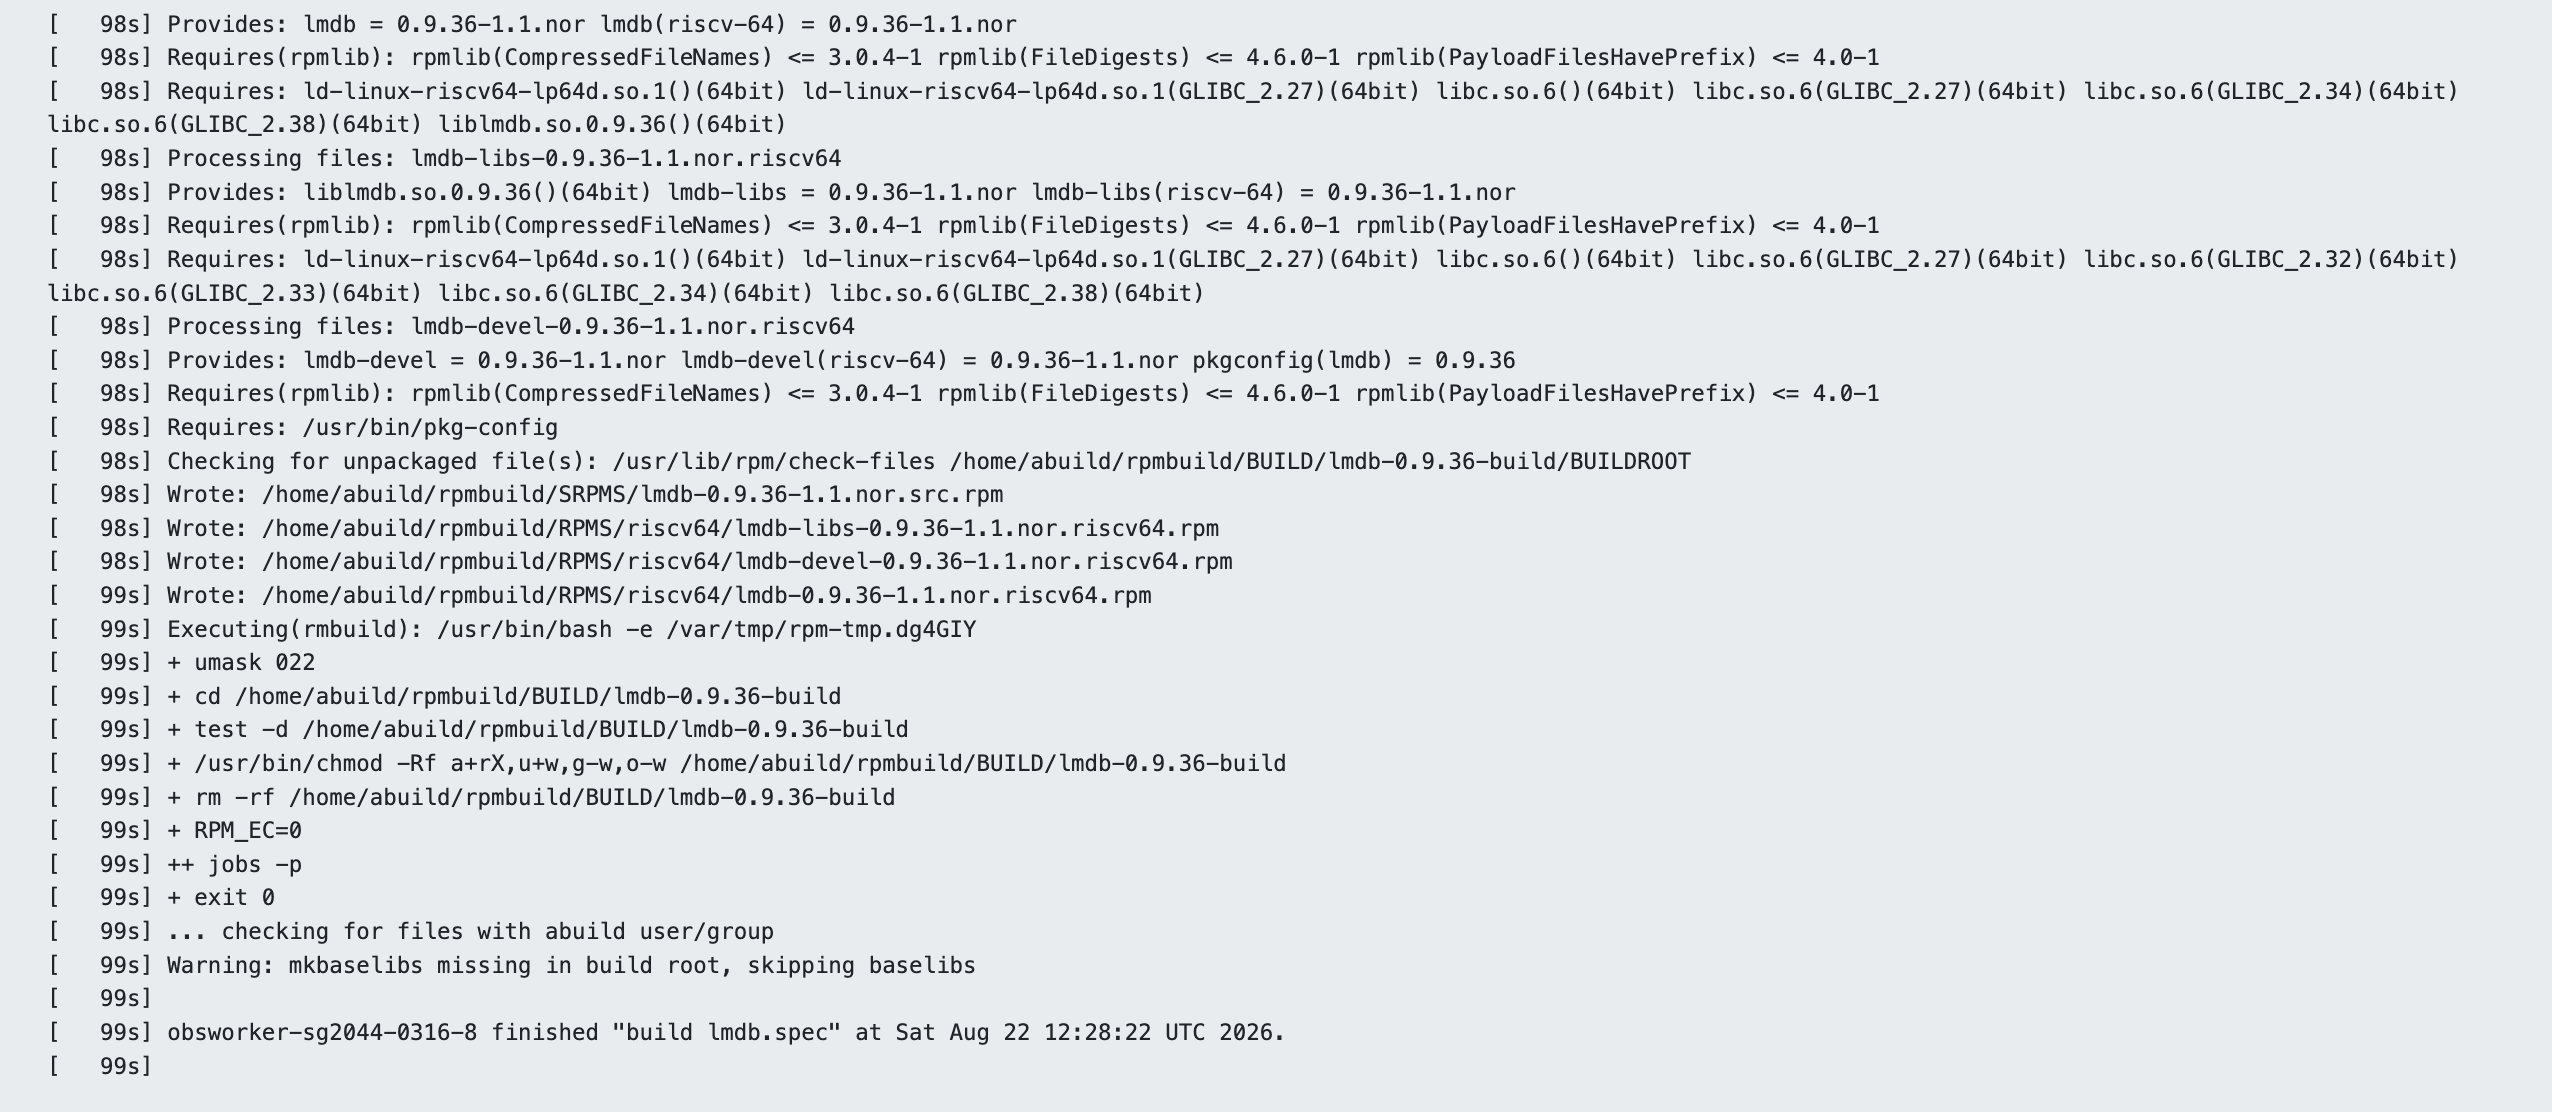 [   98s] Provides: lmdb = 0.9.36-1.1.nor lmdb(riscv-64) = 0.9.36-1.1.nor
[   98s] Requires(rpmlib): rpmlib(CompressedFileNames) <= 3.0.4-1 rpmlib(FileDigests) <= 4.6.0-1 rpmlib(PayloadFilesHavePrefix) <= 4.0-1
[   98s] Requires: ld-linux-riscv64-lp64d.so.1()(64bit) ld-linux-riscv64-lp64d.so.1(GLIBC_2.27)(64bit) libc.so.6()(64bit) libc.so.6(GLIBC_2.27)(64bit) libc.so.6(GLIBC_2.34)(64bit)
libc.so.6(GLIBC_2.38)(64bit) liblmdb.so.0.9.36()(64bit)
[   98s] Processing files: lmdb-libs-0.9.36-1.1.nor.riscv64
[   98s] Provides: liblmdb.so.0.9.36()(64bit) lmdb-libs = 0.9.36-1.1.nor lmdb-libs(riscv-64) = 0.9.36-1.1.nor
[   98s] Requires(rpmlib): rpmlib(CompressedFileNames) <= 3.0.4-1 rpmlib(FileDigests) <= 4.6.0-1 rpmlib(PayloadFilesHavePrefix) <= 4.0-1
[   98s] Requires: ld-linux-riscv64-lp64d.so.1()(64bit) ld-linux-riscv64-lp64d.so.1(GLIBC_2.27)(64bit) libc.so.6()(64bit) libc.so.6(GLIBC_2.27)(64bit) libc.so.6(GLIBC_2.32)(64bit)
libc.so.6(GLIBC_2.33)(64bit) libc.so.6(GLIBC_2.34)(64bit) libc.so.6(GLIBC_2.38)(64bit)
[   98s] Processing files: lmdb-devel-0.9.36-1.1.nor.riscv64
[   98s] Provides: lmdb-devel = 0.9.36-1.1.nor lmdb-devel(riscv-64) = 0.9.36-1.1.nor pkgconfig(lmdb) = 0.9.36
[   98s] Requires(rpmlib): rpmlib(CompressedFileNames) <= 3.0.4-1 rpmlib(FileDigests) <= 4.6.0-1 rpmlib(PayloadFilesHavePrefix) <= 4.0-1
[   98s] Requires: /usr/bin/pkg-config
[   98s] Checking for unpackaged file(s): /usr/lib/rpm/check-files /home/abuild/rpmbuild/BUILD/lmdb-0.9.36-build/BUILDROOT
[   98s] Wrote: /home/abuild/rpmbuild/SRPMS/lmdb-0.9.36-1.1.nor.src.rpm
[   98s] Wrote: /home/abuild/rpmbuild/RPMS/riscv64/lmdb-libs-0.9.36-1.1.nor.riscv64.rpm
[   98s] Wrote: /home/abuild/rpmbuild/RPMS/riscv64/lmdb-devel-0.9.36-1.1.nor.riscv64.rpm
[   99s] Wrote: /home/abuild/rpmbuild/RPMS/riscv64/lmdb-0.9.36-1.1.nor.riscv64.rpm
[   99s] Executing(rmbuild): /usr/bin/bash -e /var/tmp/rpm-tmp.dg4GIY
[   99s] + umask 022
[   99s] + cd /home/abuild/rpmbuild/BUILD/lmdb-0.9.36-build
[   99s] + test -d /home/abuild/rpmbuild/BUILD/lmdb-0.9.36-build
[   99s] + /usr/bin/chmod -Rf a+rX,u+w,g-w,o-w /home/abuild/rpmbuild/BUILD/lmdb-0.9.36-build
[   99s] + rm -rf /home/abuild/rpmbuild/BUILD/lmdb-0.9.36-build
[   99s] + RPM_EC=0
[   99s] ++ jobs -p
[   99s] + exit 0
[   99s] ... checking for files with abuild user/group
[   99s] Warning: mkbaselibs missing in build root, skipping baselibs
[   99s]
[   99s] obsworker-sg2044-0316-8 finished "build lmdb.spec" at Sat Aug 22 12:28:22 UTC 2026.
[   99s]